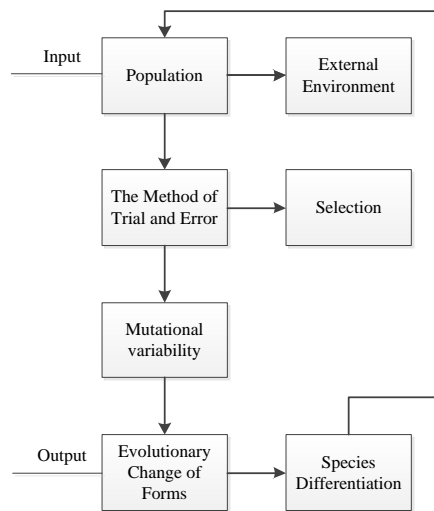 Input
Population
External
Environment
The Method of
Trial and Error
Selection
Mutational
variability
Output
Evolutionary
Change of
Forms
Species
Differentiation